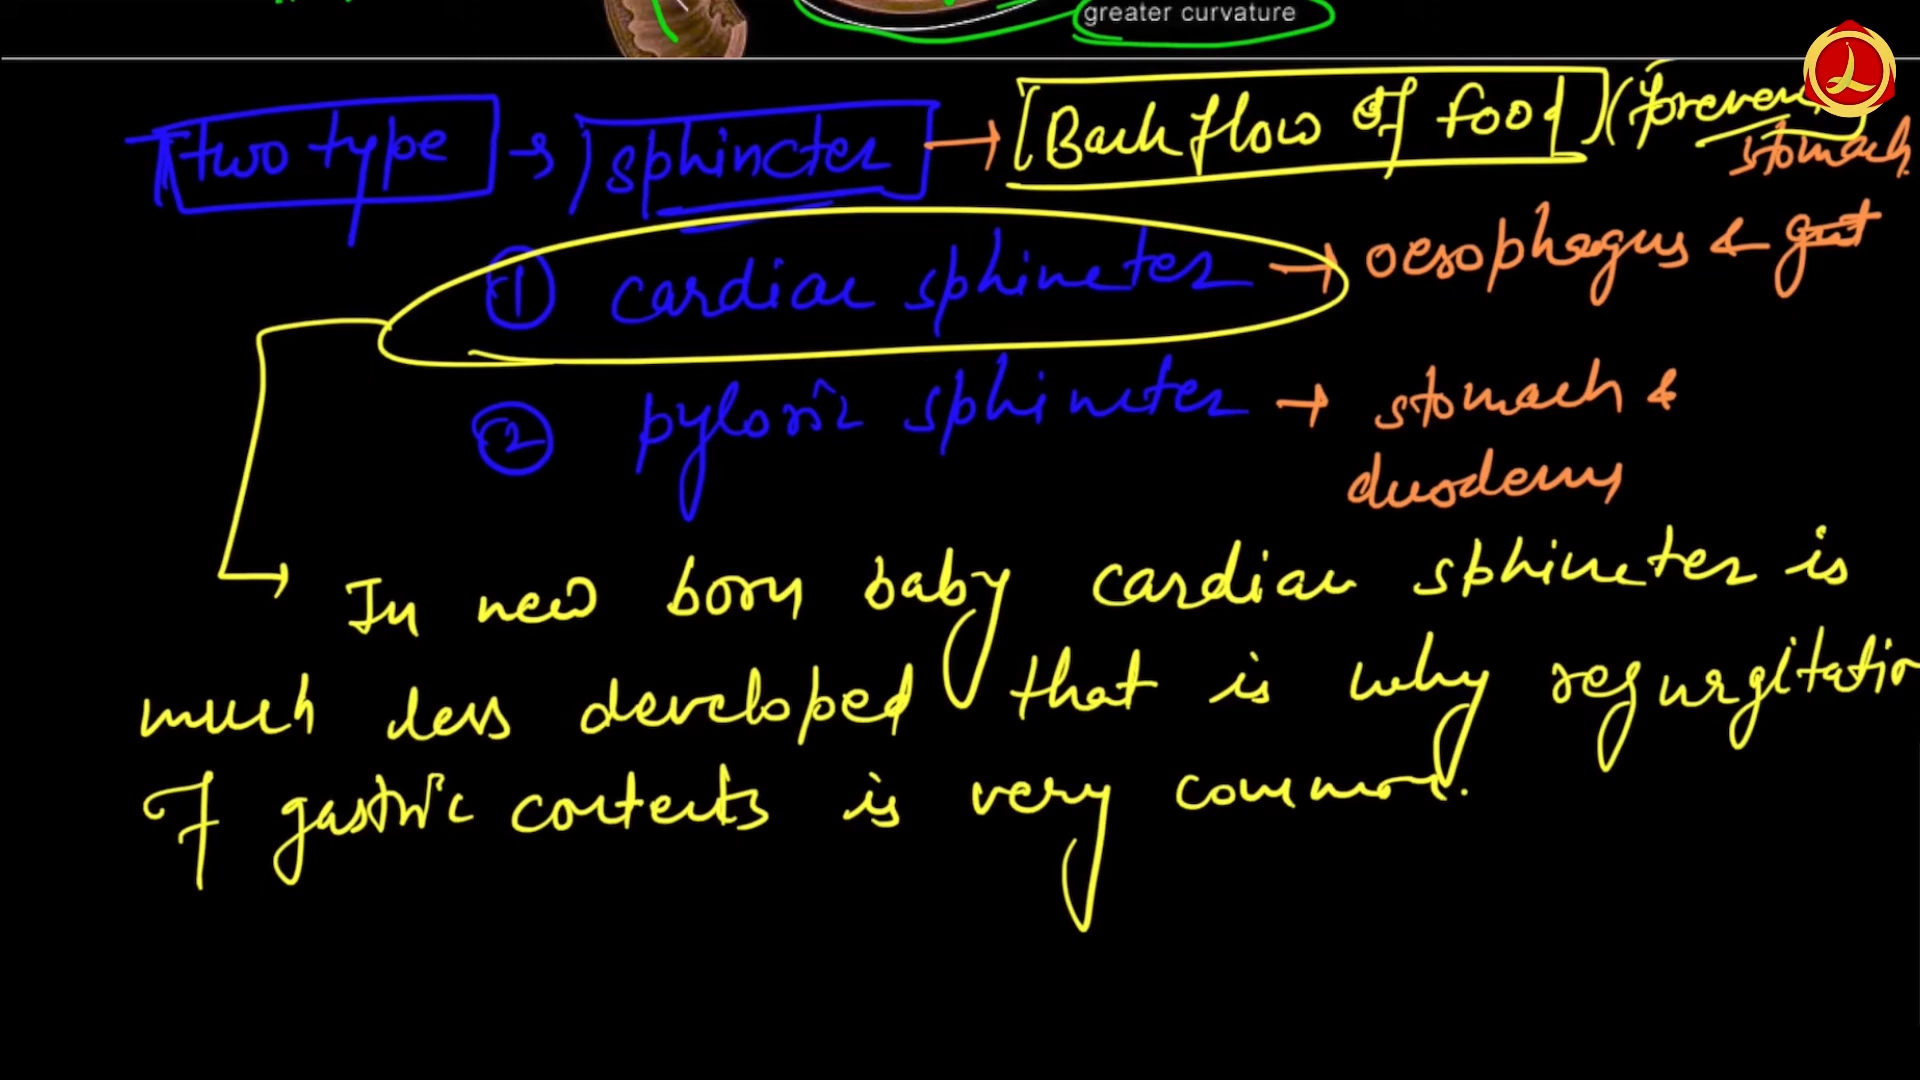 greater curvature
two type → sphincter → [Back flow of food] (prevent)
stomach
① cardiac sphincter → oesophagus & gut
② pyloric sphincter → stomach &
duodenum
→ In new born baby cardiac sphincter is
much less developed that is why regurgitation
of gastric contents is very common.